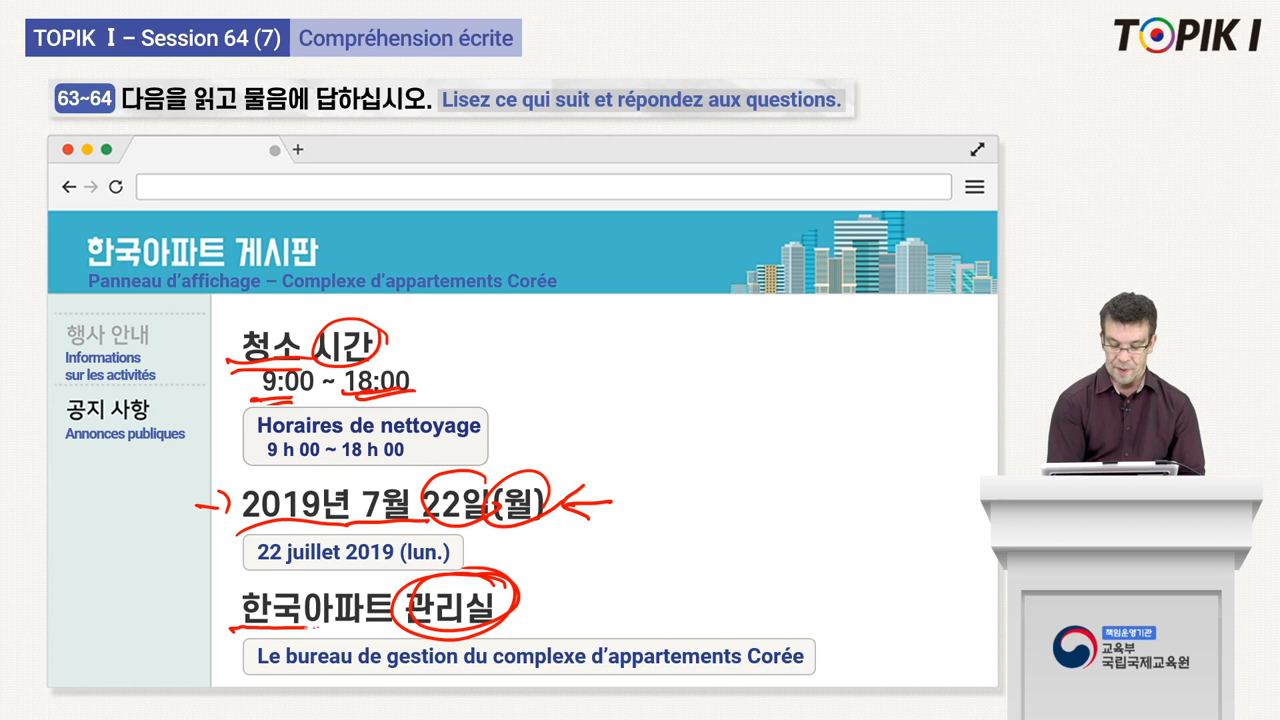 TOPIK Ⅰ – Session 64 (7) Compréhension écrite
TOPIK I
63~64 다음을 읽고 물음에 답하십시오. Lisez ce qui suit et répondez aux questions.
한국아파트 게시판
Panneau d'affichage – Complexe d'appartements Corée
행사 안내
Informations
sur les activités
공지 사항
Annonces publiques
청소 시간
9:00 ~ 18:00
Horaires de nettoyage
9 h 00 ~ 18 h 00
2019년 7월 22일(월)
22 juillet 2019 (lun.)
한국아파트 관리실
Le bureau de gestion du complexe d'appartements Corée
책임운영기관
교육부
국립국제교육원